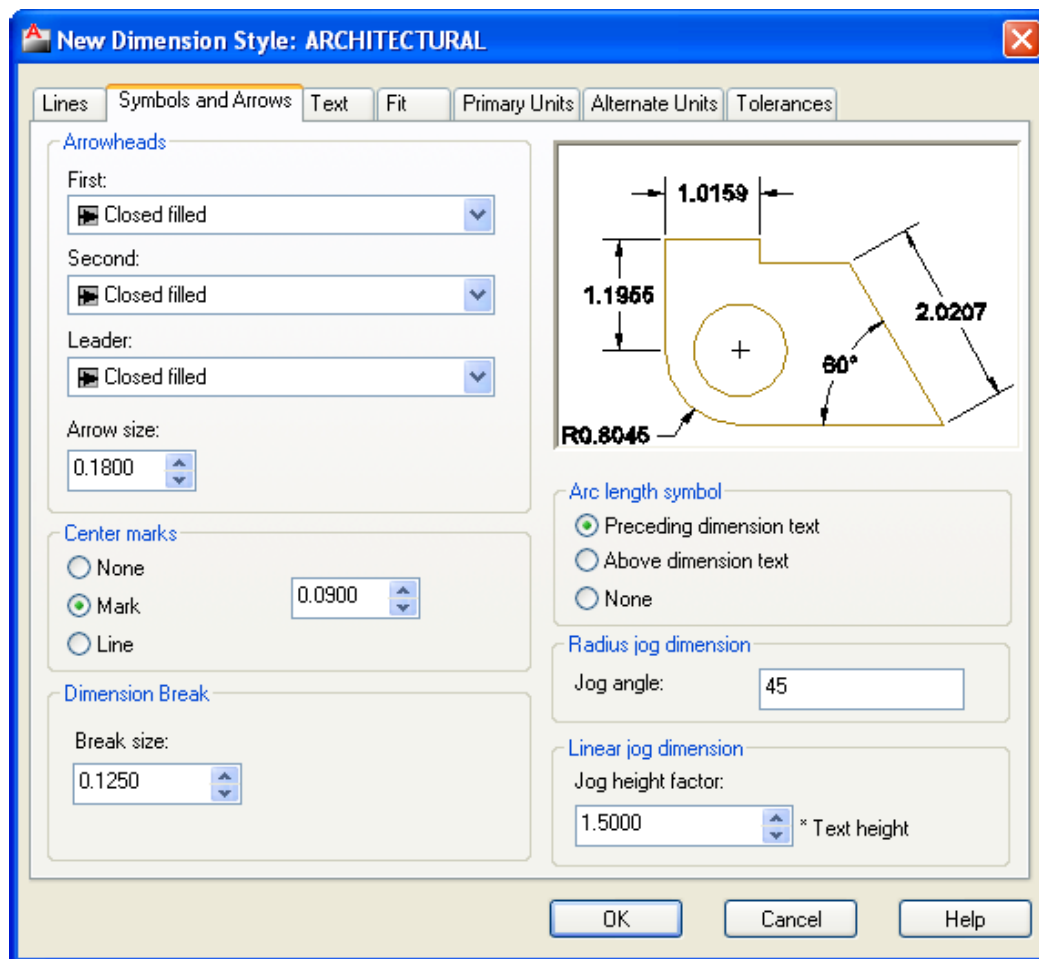 New Dimension Style: ARCHITECTURAL
Lines Symbols and Arrows Text Fit Primary Units Alternate Units Tolerances
Arrowheads
First:
Closed filled
Second:
Closed filled
Leader:
Closed filled
Arrow size:
0.1800
Center marks
None
Mark
Line
0.0900
Dimension Break
Break size:
0.1250
1.0159
1.1955
2.0207
60°
R0.8045
Arc length symbol
Preceding dimension text
Above dimension text
None
Radius jog dimension
Jog angle:
45
Linear jog dimension
Jog height factor:
1.5000
* Text height
OK Cancel Help